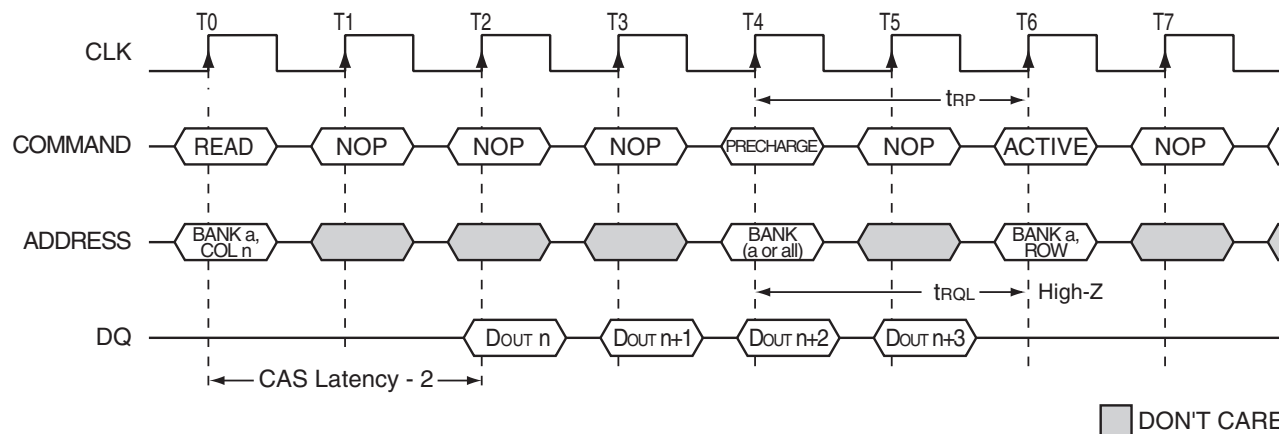 T0 T1 T2 T3 T4 T5 T6 T7
CLK
tRP
COMMAND READ NOP NOP NOP PRECHARGE NOP ACTIVE NOP
ADDRESS BANK a, COL n BANK (a or all) BANK a, ROW
tRQL High-Z
DQ DOUT n DOUT n+1 DOUT n+2 DOUT n+3
CAS Latency - 2
DON'T CARE